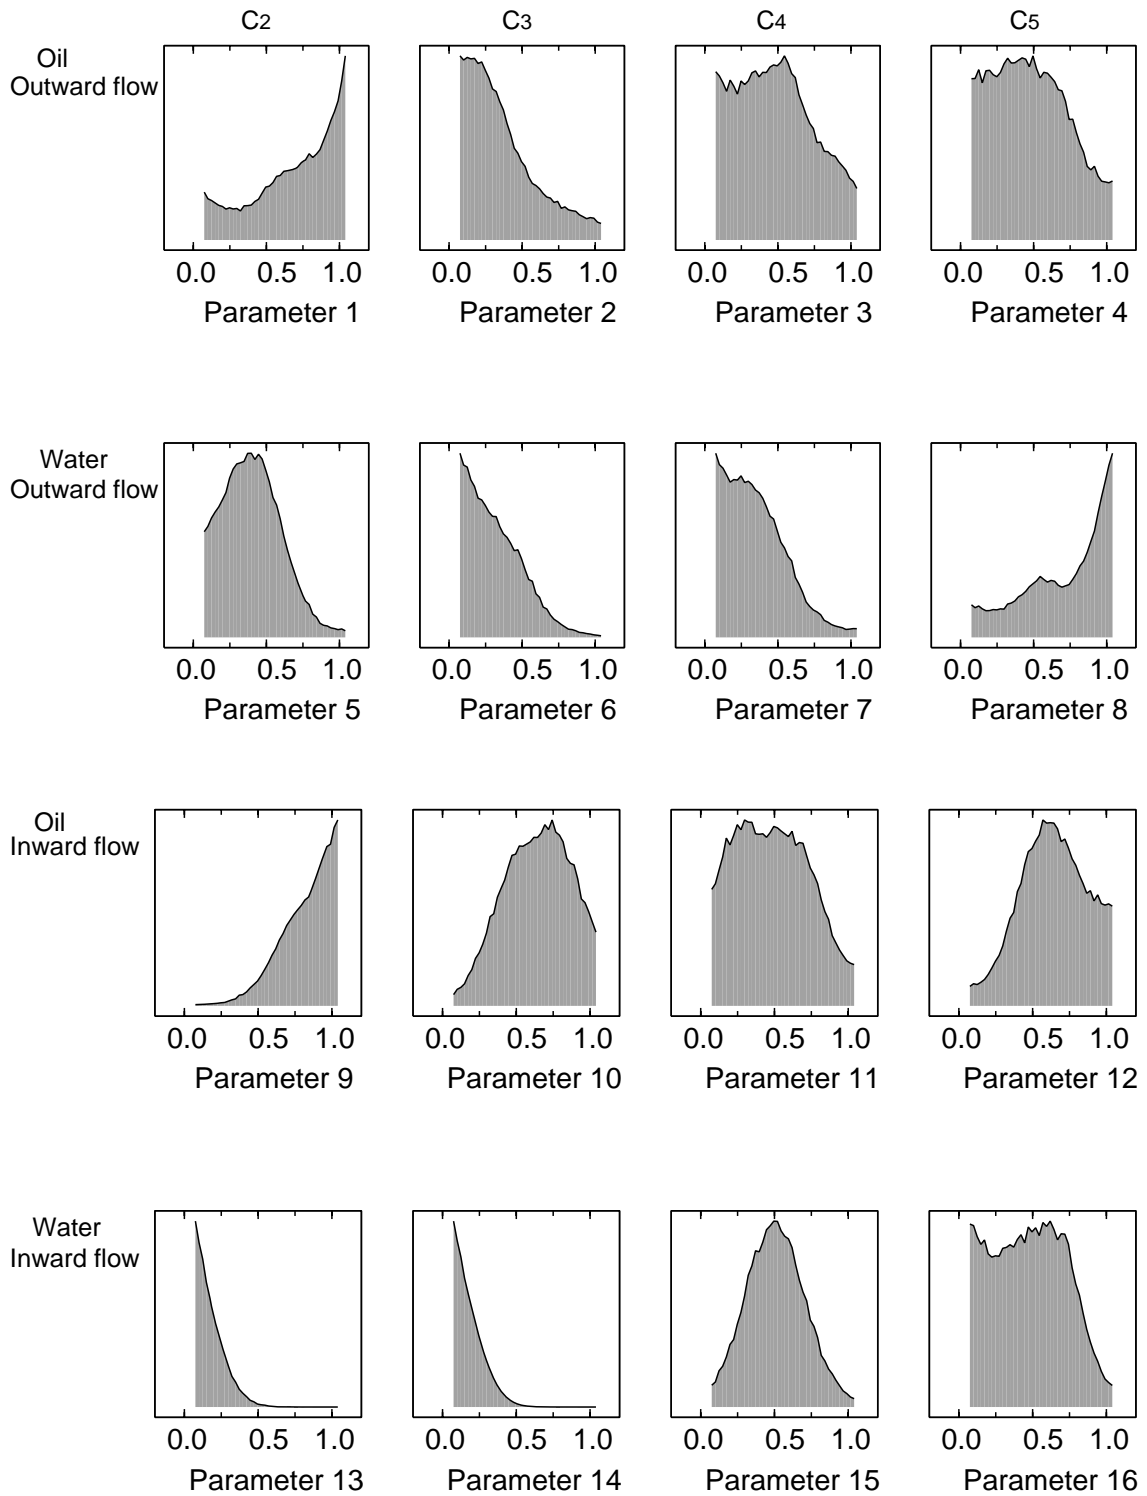 C2 C3 C4 C5
Oil
Outward flow
0.0 0.5 1.0 0.0 0.5 1.0 0.0 0.5 1.0 0.0 0.5 1.0
Parameter 1 Parameter 2 Parameter 3 Parameter 4
Water
Outward flow
0.0 0.5 1.0 0.0 0.5 1.0 0.0 0.5 1.0 0.0 0.5 1.0
Parameter 5 Parameter 6 Parameter 7 Parameter 8
Oil
Inward flow
0.0 0.5 1.0 0.0 0.5 1.0 0.0 0.5 1.0 0.0 0.5 1.0
Parameter 9 Parameter 10 Parameter 11 Parameter 12
Water
Inward flow
0.0 0.5 1.0 0.0 0.5 1.0 0.0 0.5 1.0 0.0 0.5 1.0
Parameter 13 Parameter 14 Parameter 15 Parameter 16